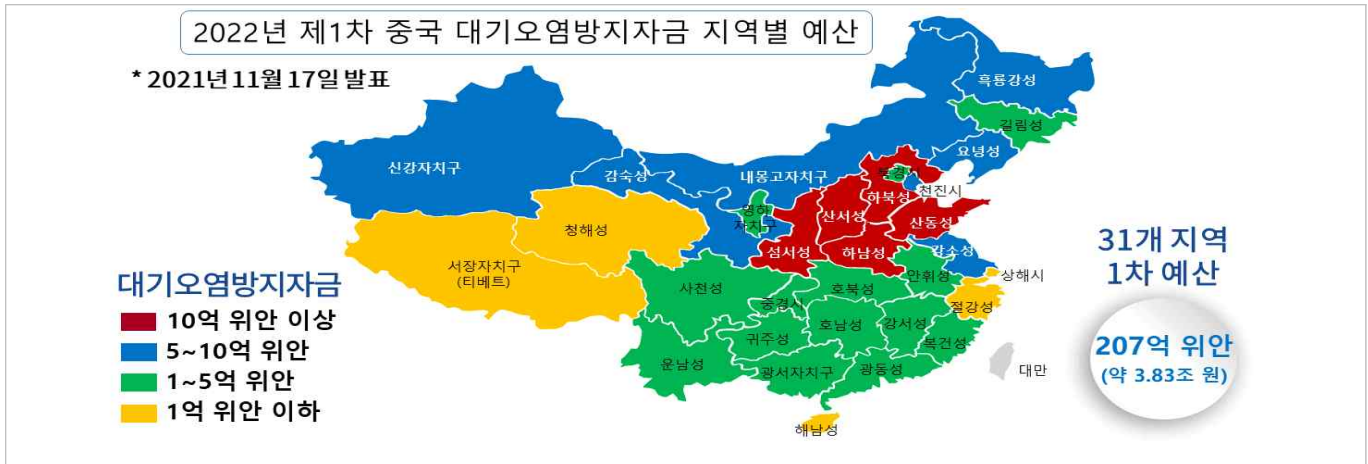 2022년 제1차 중국 대기오염방지자금 지역별 예산
* 2021년 11월 17일 발표
흑룡강성
길림성
요녕성
신강자치구
감숙성
내몽고자치구
북경시
천진시
하북성
영하
자치구
산서성
산동성
청해성
섬서성
하남성
강소성
서장자치구
(티베트)
안휘성
상해시
사천성
호북성
중경시
절강성
호남성
강서성
귀주성
복건성
운남성
광서자치구
광동성
대만
해남성
대기오염방지자금
10억 위안 이상
5~10억 위안
1~5억 위안
1억 위안 이하
31개 지역
1차 예산
207억 위안
(약 3.83조 원)